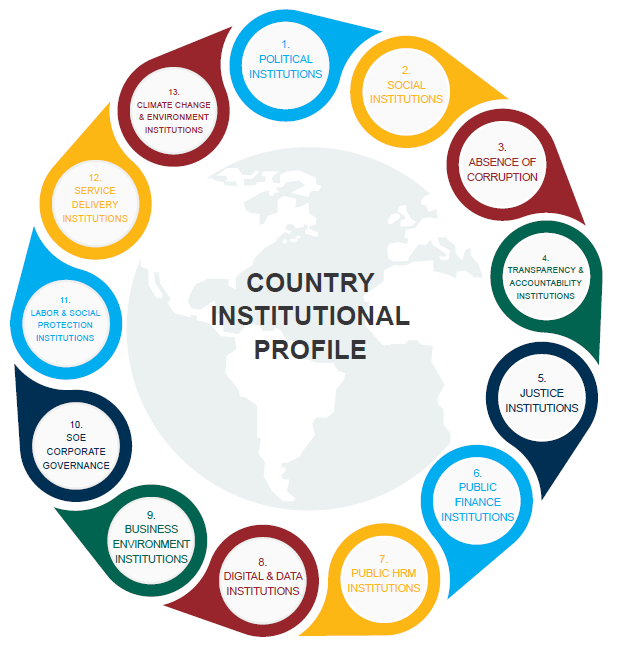 1.
POLITICAL
INSTITUTIONS
2.
SOCIAL
INSTITUTIONS
3.
ABSENCE OF
CORRUPTION
4.
TRANSPARENCY &
ACCOUNTABILITY
INSTITUTIONS
5.
JUSTICE
INSTITUTIONS
6.
PUBLIC
FINANCE
INSTITUTIONS
7.
PUBLIC HRM
INSTITUTIONS
8.
DIGITAL & DATA
INSTITUTIONS
9.
BUSINESS
ENVIRONMENT
INSTITUTIONS
10.
SOE
CORPORATE
GOVERNANCE
11.
LABOR & SOCIAL
PROTECTION
INSTITUTIONS
12.
SERVICE
DELIVERY
INSTITUTIONS
13.
CLIMATE CHANGE
& ENVIRONMENT
INSTITUTIONS
COUNTRY
INSTITUTIONAL
PROFILE